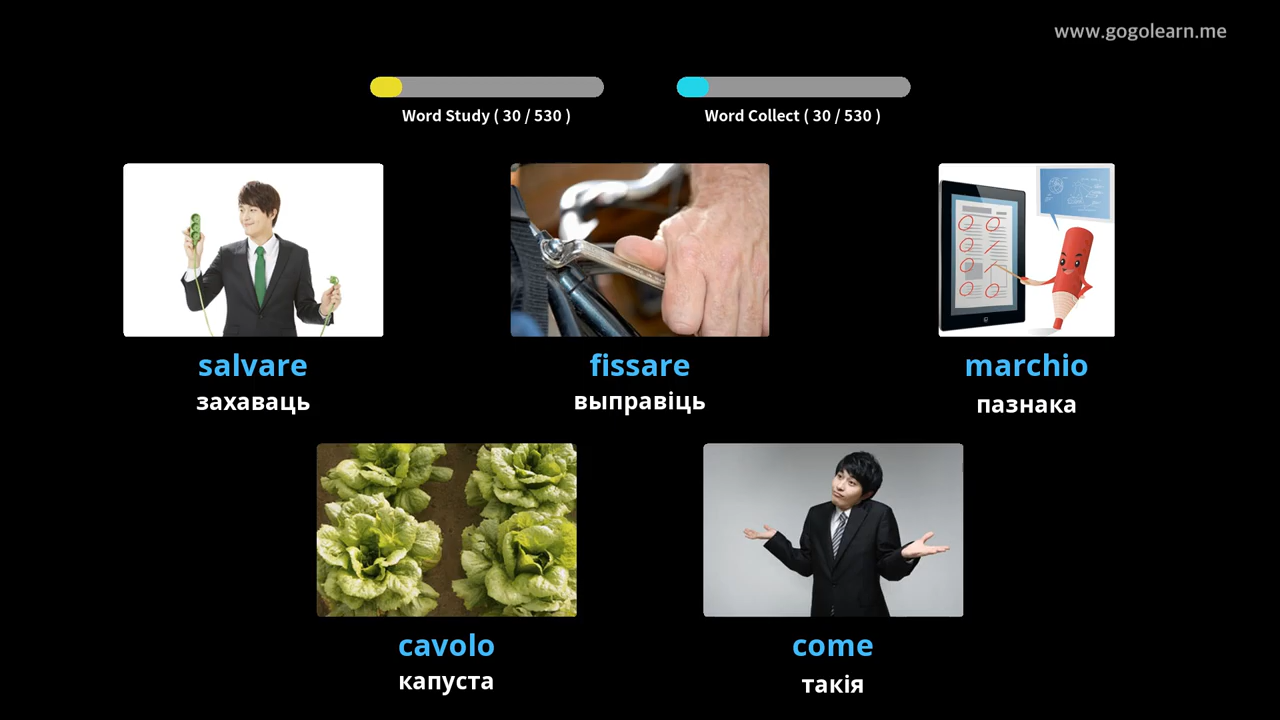 www.gogolearn.me
Word Study ( 30 / 530 )
Word Collect ( 30 / 530 )
salvare
захаваць
fissare
выправіць
marchio
пазнака
cavolo
капуста
come
такія